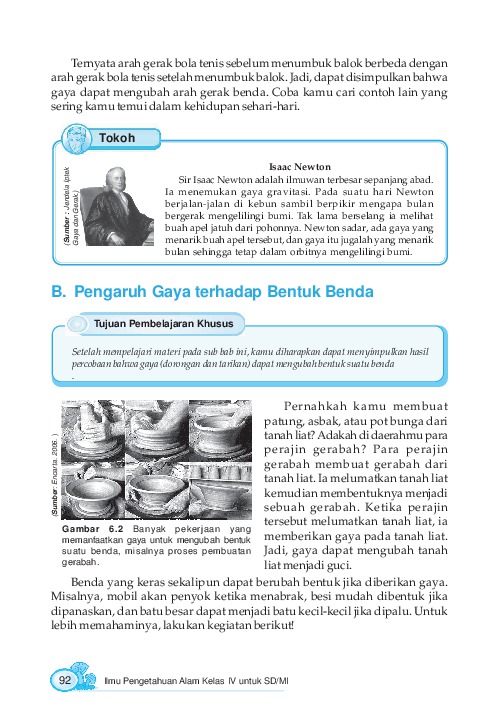 Ternyata arah gerak bola tenis sebelum menumbuk balok berbeda dengan
arah gerak bola tenis setelah menumbuk balok. Jadi, dapat disimpulkan bahwa
gaya dapat mengubah arah gerak benda. Coba kamu cari contoh lain yang
sering kamu temui dalam kehidupan sehari-hari.
Tokoh
(Sumber : Jendela Iptek
Gaya dan Gerak.)
Isaac Newton
Sir Isaac Newton adalah ilmuwan terbesar sepanjang abad.
Ia menemukan gaya gravitasi. Pada suatu hari Newton
berjalan-jalan di kebun sambil berpikir mengapa bulan
bergerak mengelilingi bumi. Tak lama berselang ia melihat
buah apel jatuh dari pohonnya. Newton sadar, ada gaya yang
menarik buah apel tersebut, dan gaya itu jugalah yang menarik
bulan sehingga tetap dalam orbitnya mengelilingi bumi.
B. Pengaruh Gaya terhadap Bentuk Benda
Tujuan Pembelajaran Khusus
Setelah mempelajari materi pada sub bab ini, kamu diharapkan dapat menyimpulkan hasil
percobaan bahwa gaya (dorongan dan tarikan) dapat mengubah bentuk suatu benda
.
(Sumber: Encarta. 2006.)
Gambar 6.2 Banyak pekerjaan yang
memanfaatkan gaya untuk mengubah bentuk
suatu benda, misalnya proses pembuatan
gerabah.
Pernahkah kamu membuat
patung, asbak, atau pot bunga dari
tanah liat? Adakah di daerahmu para
perajin gerabah? Para perajin
gerabah membuat gerabah dari
tanah liat. Ia melumatkan tanah liat
kemudian membentuknya menjadi
sebuah gerabah. Ketika perajin
tersebut melumatkan tanah liat, ia
memberikan gaya pada tanah liat.
Jadi, gaya dapat mengubah tanah
liat menjadi guci.
Benda yang keras sekalipun dapat berubah bentuk jika diberikan gaya.
Misalnya, mobil akan penyok ketika menabrak, besi mudah dibentuk jika
dipanaskan, dan batu besar dapat menjadi batu kecil-kecil jika dipalu. Untuk
lebih memahaminya, lakukan kegiatan berikut!
92
Ilmu Pengetahuan Alam Kelas IV untuk SD/MI